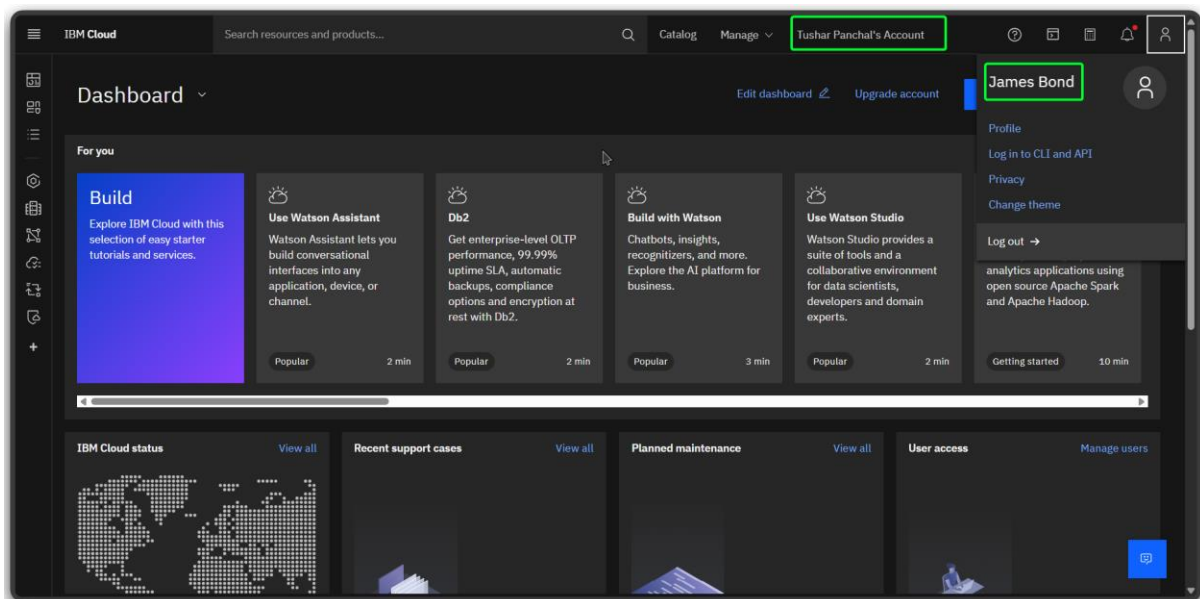 IBM Cloud
Search resources and products...
Catalog
Manage
Tushar Panchal's Account
James Bond
Profile
Log in to CLI and API
Privacy
Change theme
Log out →
Dashboard
Edit dashboard
Upgrade account
For you
Build
Explore IBM Cloud with this
selection of easy starter
tutorials and services.
Use Watson Assistant
Watson Assistant lets you
build conversational
interfaces into any
application, device, or
channel.
Popular
2 min
Db2
Get enterprise-level OLTP
performance, 99.99%
uptime SLA, automatic
backups, compliance
options and encryption at
rest with Db2.
Popular
2 min
Build with Watson
Chatbots, insights,
recognizers, and more.
Explore the AI platform for
business.
Popular
3 min
Use Watson Studio
Watson Studio provides a
suite of tools and a
collaborative environment
for data scientists,
developers and domain
experts.
Popular
2 min
analytics applications using
open source Apache Spark
and Apache Hadoop.
Getting started
10 min
IBM Cloud status
View all
Recent support cases
View all
Planned maintenance
View all
User access
Manage users